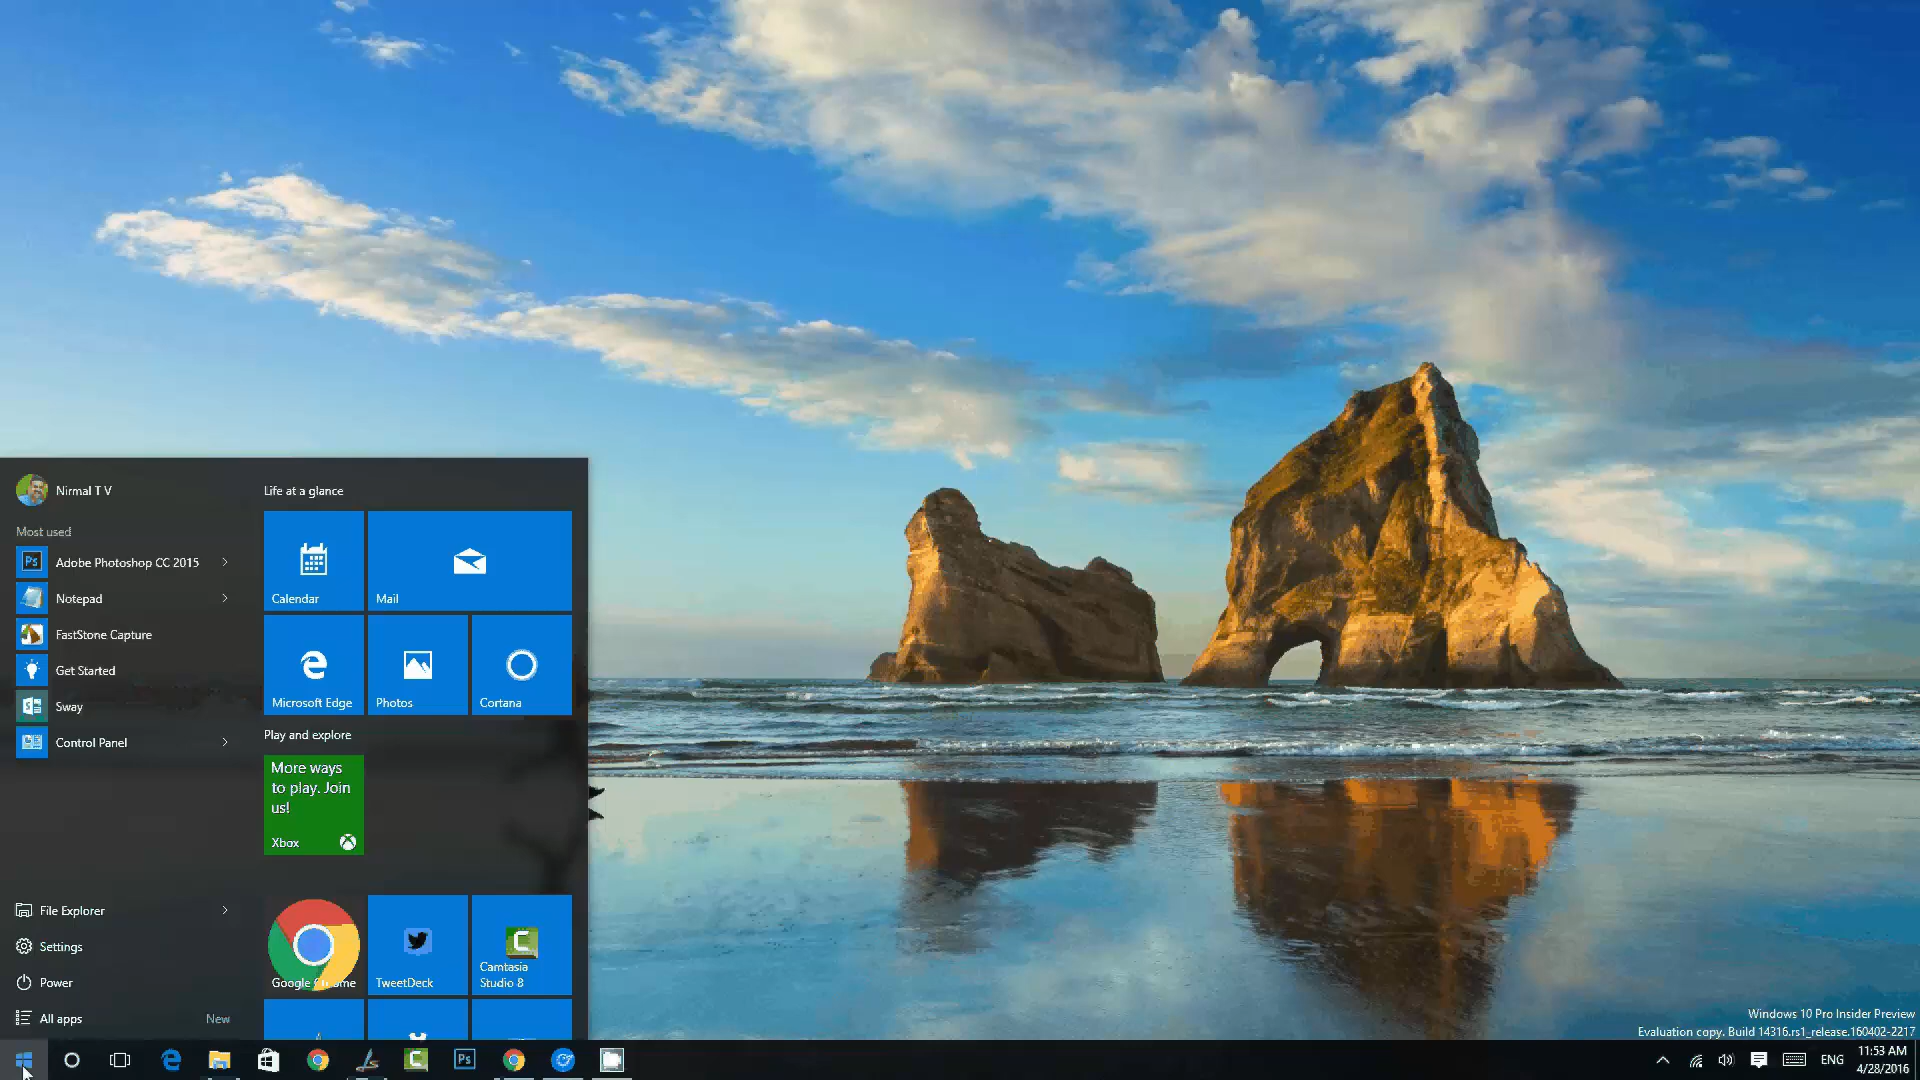 Nirmal T V
Most used
Adobe Photoshop CC 2015
Notepad
FastStone Capture
Get Started
Sway
Control Panel
File Explorer
Settings
Power
All apps
New
Life at a glance
Calendar
Mail
Microsoft Edge
Photos
Cortana
Play and explore
More ways
to play. Join
us!
Xbox
Google Chrome
TweetDeck
Camtasia
Studio 8
Windows 10 Pro Insider Preview
Evaluation copy. Build 14316.rs1_release.160402-2217
ENG
11:53 AM
4/28/2016